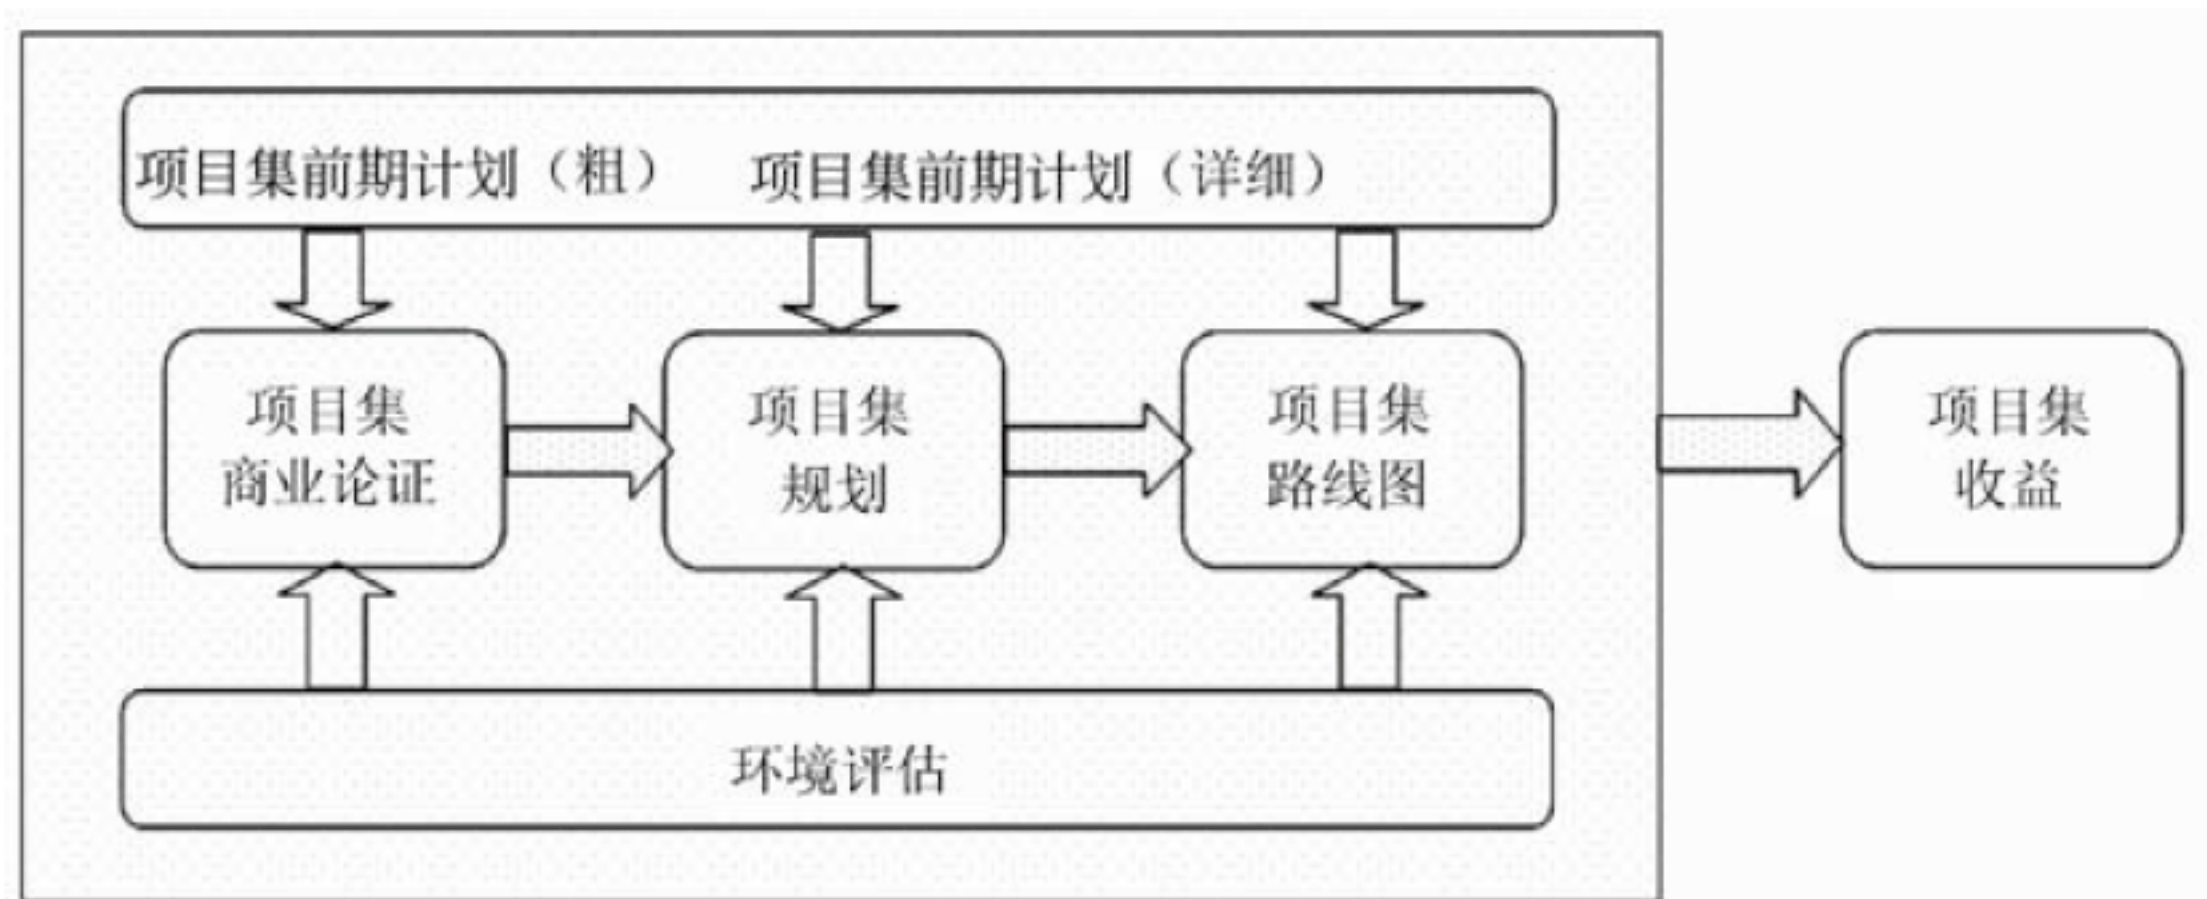 项目集前期计划（粗） 项目集前期计划（详细）
项目集
商业论证
项目集
规划
项目集
路线图
项目集
收益
环境评估